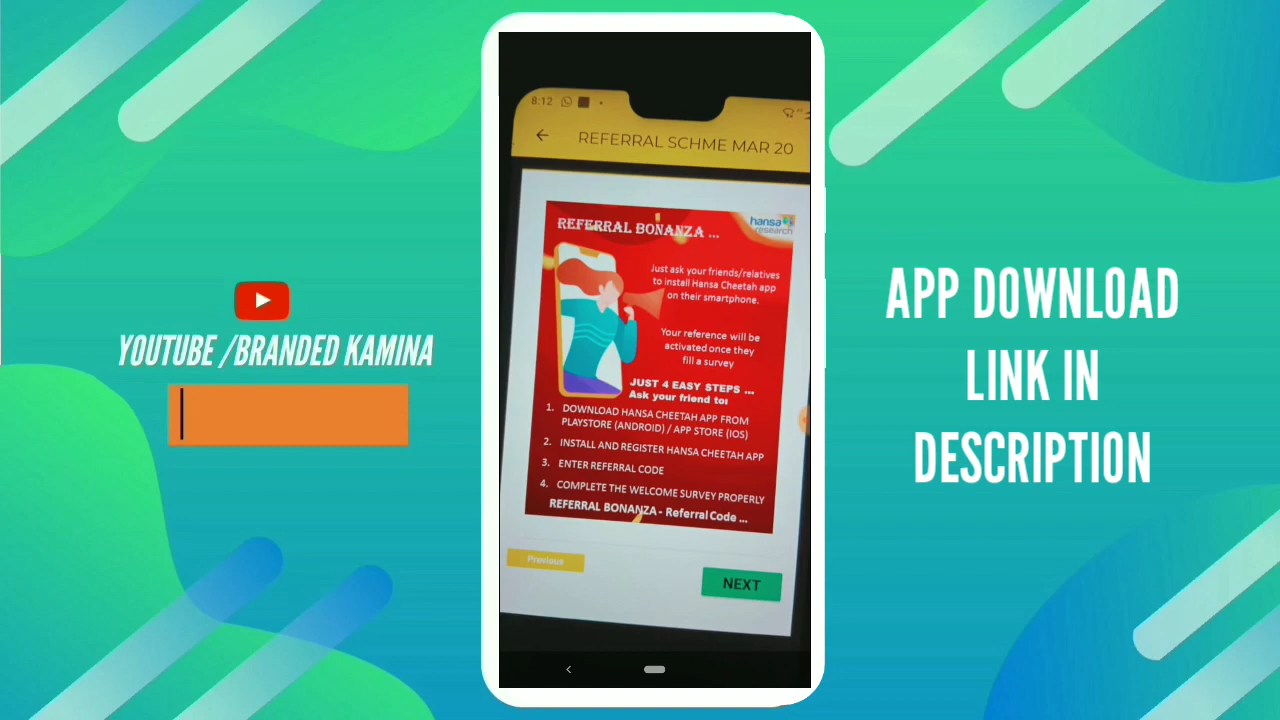 YOUTUBE /BRANDED KAMINA
8:12
REFERRAL SCHME MAR 20
REFERRAL BONANZA ...
hansa
research
Just ask your friends/relatives
to install Hansa Cheetah app
on their smartphone.
Your reference will be
activated once they
fill a survey
JUST 4 EASY STEPS ...
Ask your friend to:
1. DOWNLOAD HANSA CHEETAH APP FROM
PLAYSTORE (ANDROID) / APP STORE (IOS)
2. INSTALL AND REGISTER HANSA CHEETAH APP
3. ENTER REFERRAL CODE
4. COMPLETE THE WELCOME SURVEY PROPERLY
REFERRAL BONANZA - Referral Code ...
Previous
NEXT
APP DOWNLOAD
LINK IN
DESCRIPTION